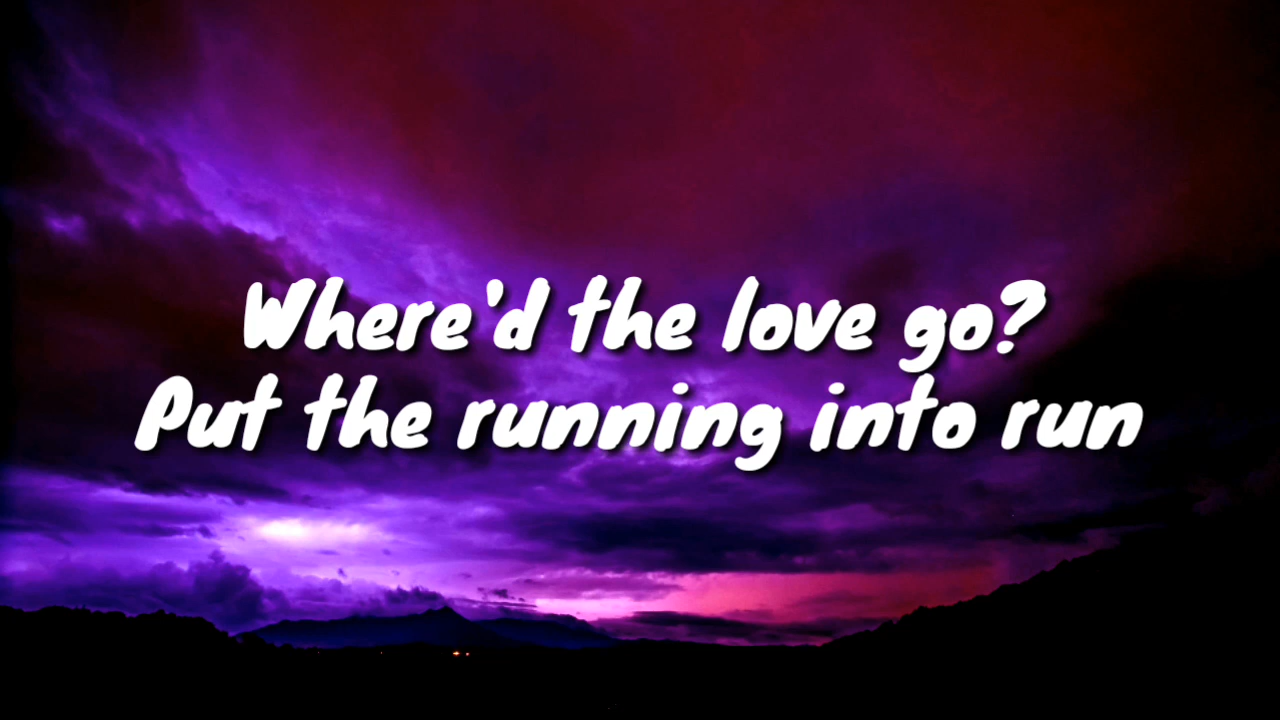 Where'd the love go?
Put the running into run